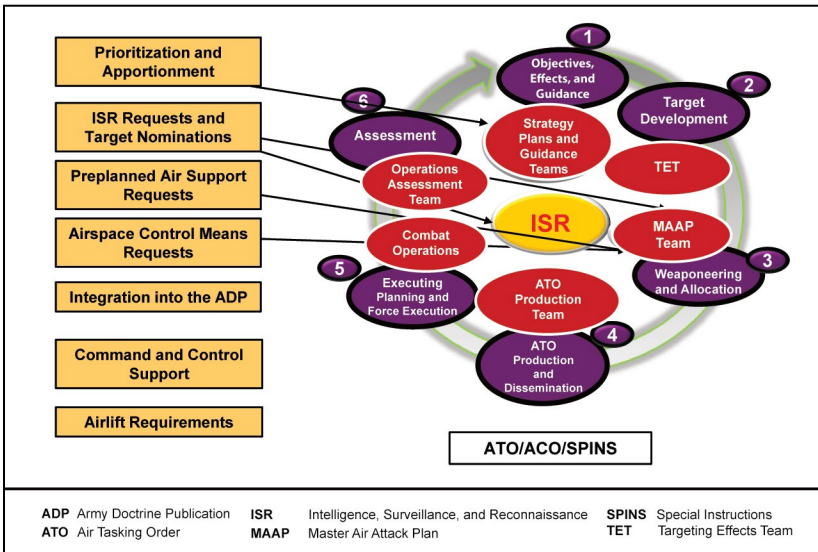 Prioritization and
Apportionment
ISR Requests and
Target Nominations
Preplanned Air Support
Requests
Airspace Control Means
Requests
Integration into the ADP
Command and Control
Support
Airlift Requirements
1
Objectives,
Effects, and
Guidance
Strategy
Plans and
Guidance
Teams
2
Target
Development
TET
MAAP
Team
3
Weaponeering
and Allocation
ATO
Production
Team
4
ATO
Production
and
Dissemination
Combat
Operations
5
Executing
Planning and
Force Execution
6
Assessment
Operations
Assessment
Team
ISR
ATO/ACO/SPINS
ADP Army Doctrine Publication
ATO Air Tasking Order
ISR Intelligence, Surveillance, and Reconnaissance
MAAP Master Air Attack Plan
SPINS Special Instructions
TET Targeting Effects Team